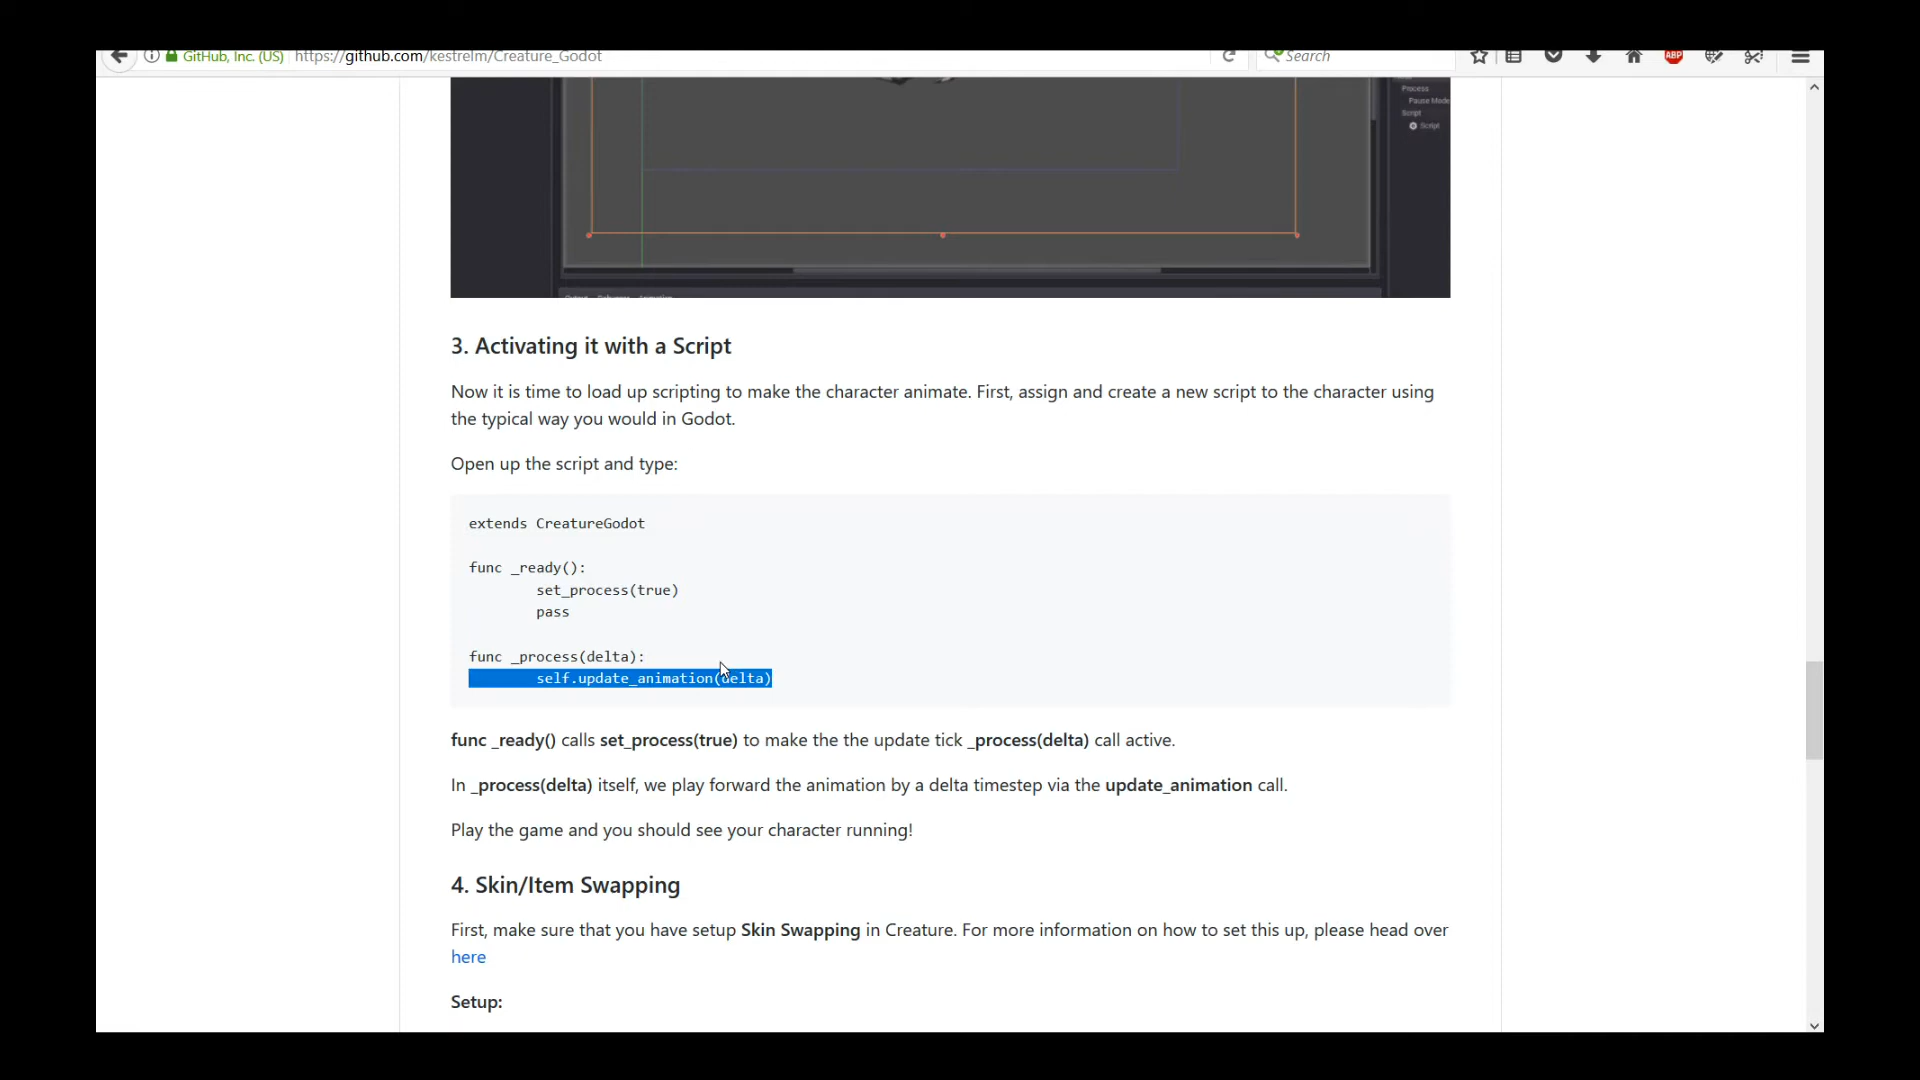 GitHub, Inc. (US) https://github.com/kestrelm/Creature_Godot Search ABP
Process
Pause Mode
Script
Script
3. Activating it with a Script
Now it is time to load up scripting to make the character animate. First, assign and create a new script to the character using
the typical way you would in Godot.
Open up the script and type:
extends CreatureGodot
func _ready():
set_process(true)
pass
func _process(delta):
self.update_animation(delta)
func _ready() calls set_process(true) to make the the update tick _process(delta) call active.
In _process(delta) itself, we play forward the animation by a delta timestep via the update_animation call.
Play the game and you should see your character running!
4. Skin/Item Swapping
First, make sure that you have setup Skin Swapping in Creature. For more information on how to set this up, please head over
here
Setup: